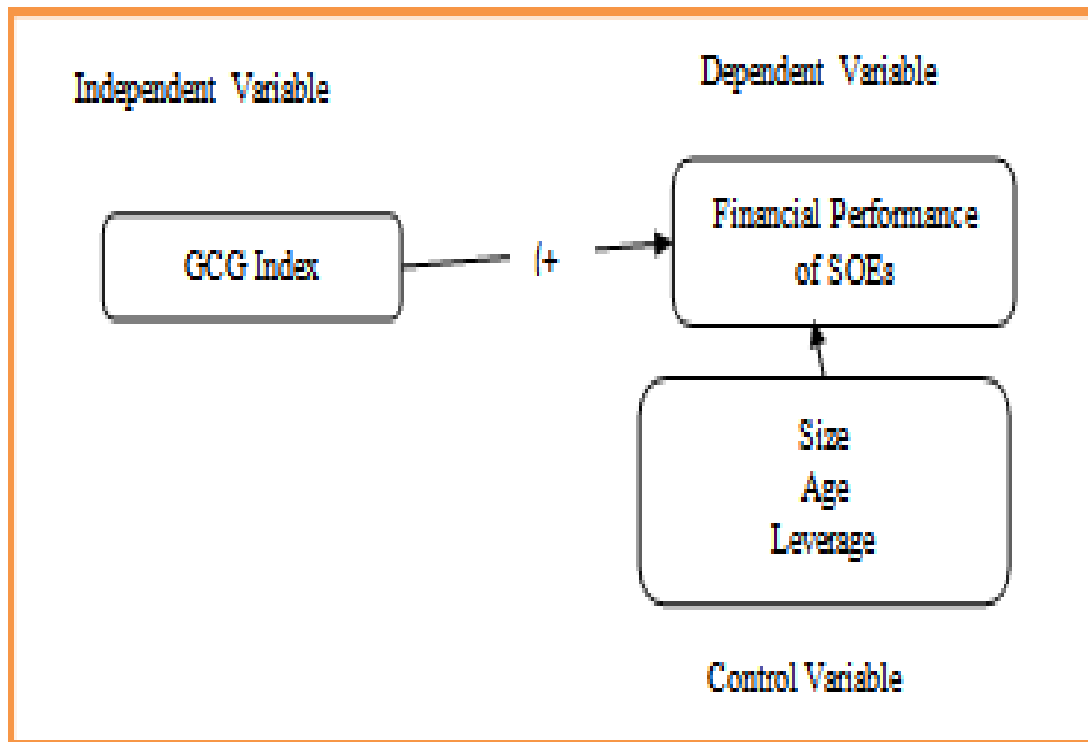 Independent Variable
Dependent Variable
GCG Index
(+
Financial Performance
of SOEs
Size
Age
Leverage
Control Variable